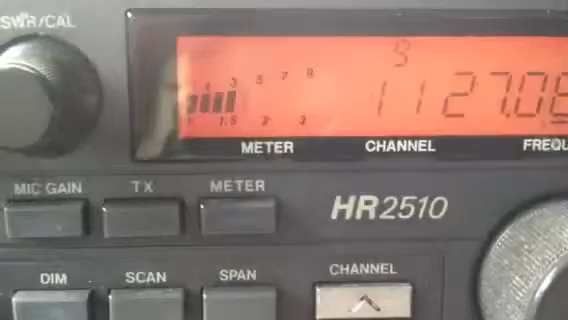 SWR/CAL
S
1 3 5 7 9
11 27.08
1 1.5 2 3
METER CHANNEL FREQU
MIC GAIN TX METER
HR2510
DIM SCAN SPAN CHANNEL